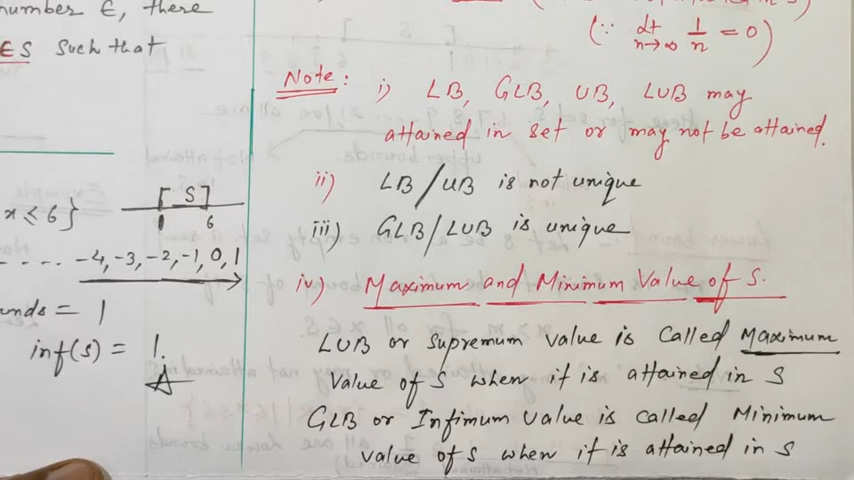 number ϵ, there
ϵS such that
x ≤ 6}
[ S ]
1 6
..... -4, -3, -2, -1, 0, 1
unds = 1
inf(s) = 1.
(∵ Lt n→∞ 1/n = 0)
Note: i) LB, GLB, UB, LUB may
attained in set or may not be attained.
ii) LB/UB is not unique
iii) GLB/LUB is unique
iv) Maximum and Minimum Value of S.
LUB or Supremum value is called Maximum
Value of S when it is attained in S
GLB or Infimum value is called Minimum
value of S when it is attained in S